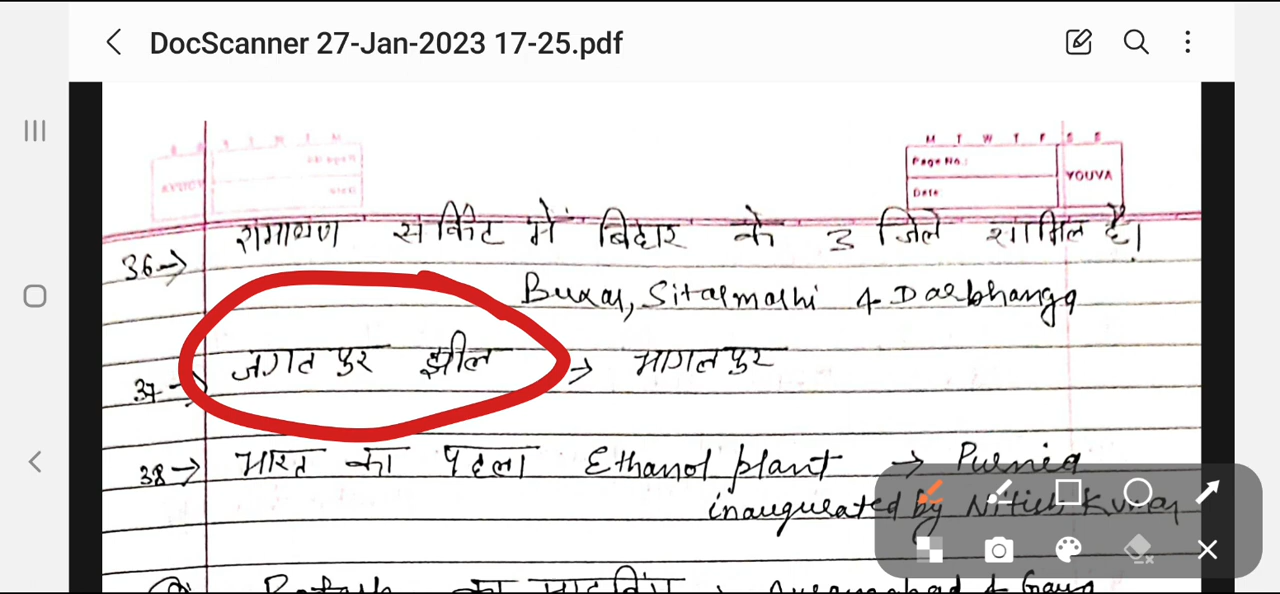 DocScanner 27-Jan-2023 17-25.pdf
M T W T F S S
Page No.:
YOUVA
Date:
36→ रामायण सर्किट में बिहार के 3 जिले शामिल है।
Buxar, Sitarmarhi & Darbhanga
37→ जगतपुर झील → भागलपुर
38→ भारत का पहला Ethanol plant → Purnia
inaugurated by Nitish Kumar